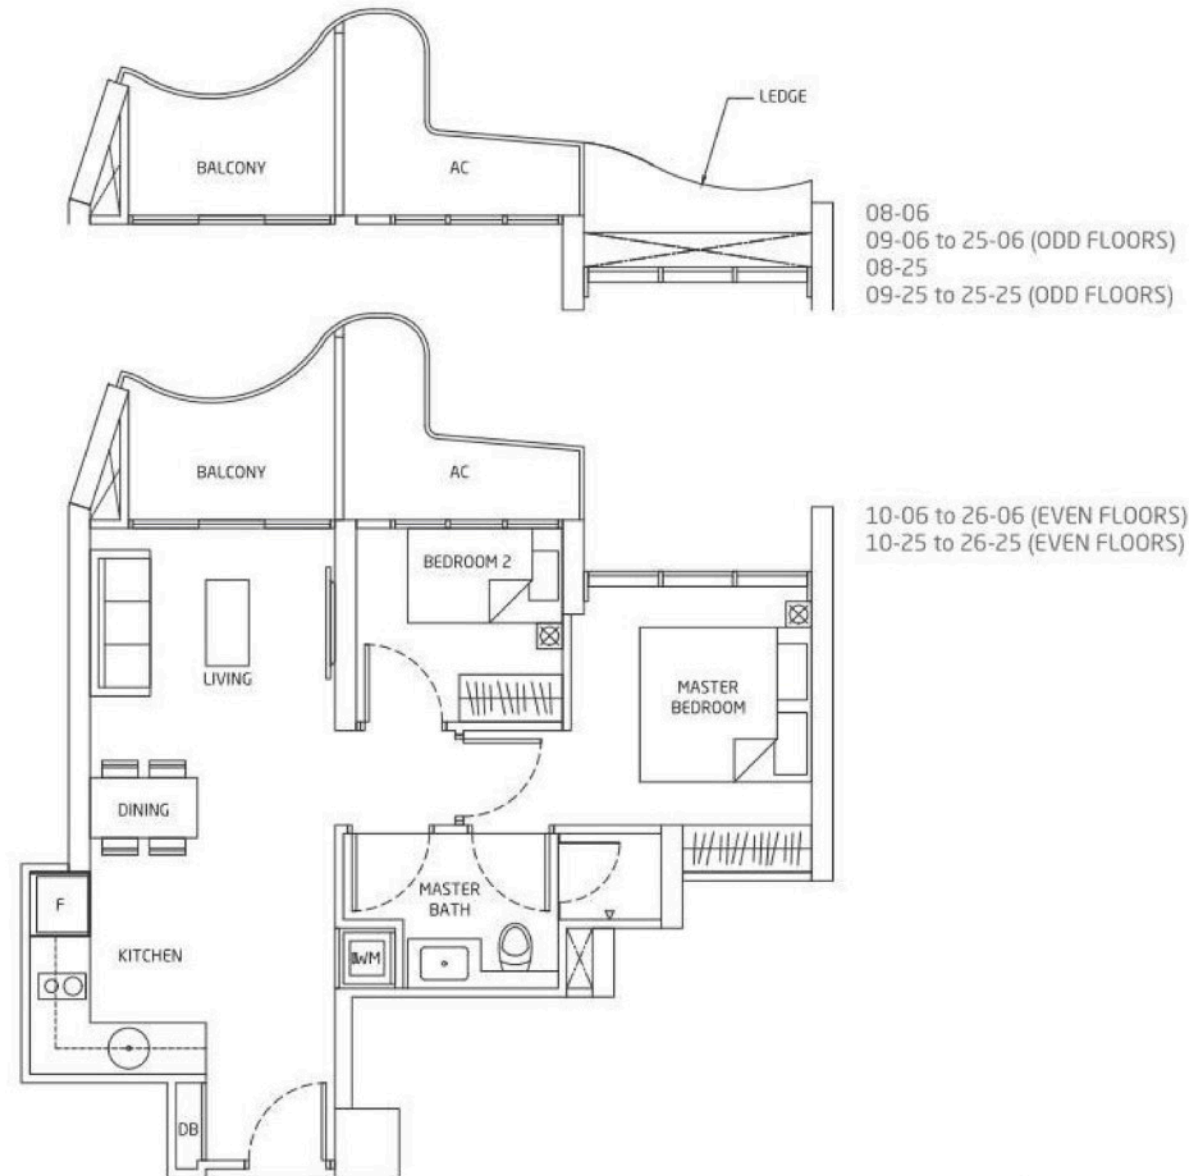 LEDGE
BALCONY
AC
08-06
09-06 to 25-06 (ODD FLOORS)
08-25
09-25 to 25-25 (ODD FLOORS)
BALCONY
AC
10-06 to 26-06 (EVEN FLOORS)
10-25 to 26-25 (EVEN FLOORS)
BEDROOM 2
LIVING
MASTER
BEDROOM
DINING
MASTER
BATH
F
KITCHEN
WM
DB